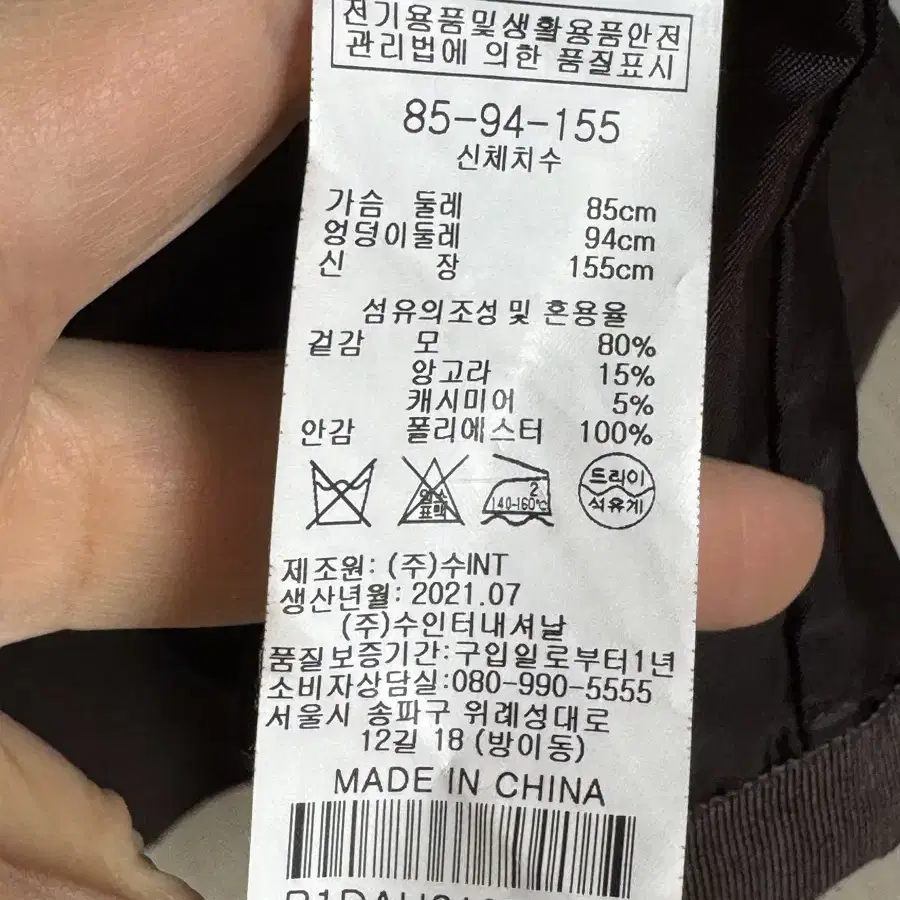 전기용품및생활용품안전
관리법에 의한 품질표시
85-94-155
신체치수
가슴 둘레 85cm
엉덩이둘레 94cm
신 장 155cm
섬유의조성 및 혼용율
겉감 모 80%
앙고라 15%
캐시미어 5%
안감 폴리에스터 100%
염소
표백
2
140-160℃
드라이
석유계
제조원: (주)수INT
생산년월: 2021.07
(주)수인터내셔날
품질보증기간:구입일로부터1년
소비자상담실:080-990-5555
서울시 송파구 위례성대로
12길 18 (방이동)
MADE IN CHINA